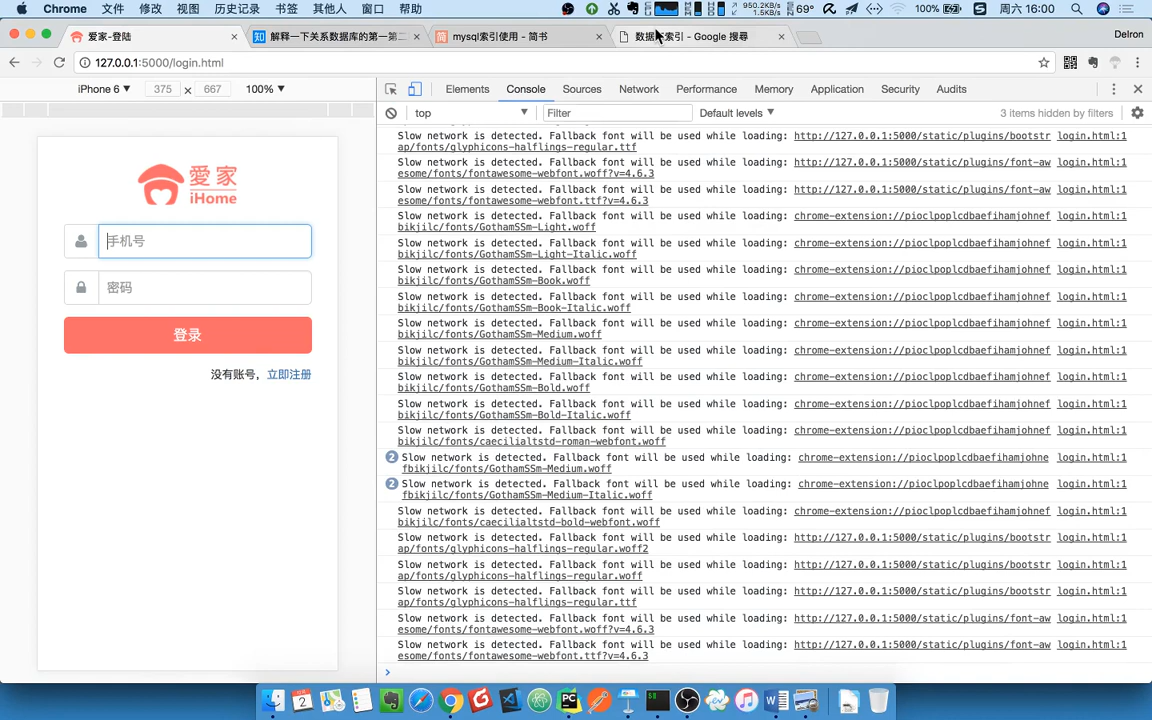 Chrome 文件 修改 视图 历史记录 书签 其他人 窗口 帮助 950.2KB/s 1.5KB/s 69° 100% 周六 16:00
爱家-登陆 解释一下关系数据库的第一第二 mysql索引使用 - 简书 数据 索引 - Google 搜尋 Delron
127.0.0.1:5000/login.html
iPhone 6 ▼ 375 × 667 100% ▼
Elements Console Sources Network Performance Memory Application Security Audits
top ▼ Filter Default levels ▼ 3 items hidden by filters
愛家
iHome
手机号
密码
登录
没有账号，立即注册
Slow network is detected. Fallback font will be used while loading: http://127.0.0.1:5000/static/plugins/bootstr login.html:1
ap/fonts/glyphicons-halflings-regular.ttf
Slow network is detected. Fallback font will be used while loading: http://127.0.0.1:5000/static/plugins/font-aw login.html:1
esome/fonts/fontawesome-webfont.woff?v=4.6.3
Slow network is detected. Fallback font will be used while loading: http://127.0.0.1:5000/static/plugins/font-aw login.html:1
esome/fonts/fontawesome-webfont.ttf?v=4.6.3
Slow network is detected. Fallback font will be used while loading: chrome-extension://pioclpoplcdbaefihamjohnef login.html:1
bikjilc/fonts/GothamSSm-Light.woff
Slow network is detected. Fallback font will be used while loading: chrome-extension://pioclpoplcdbaefihamjohnef login.html:1
bikjilc/fonts/GothamSSm-Light-Italic.woff
Slow network is detected. Fallback font will be used while loading: chrome-extension://pioclpoplcdbaefihamjohnef login.html:1
bikjilc/fonts/GothamSSm-Book.woff
Slow network is detected. Fallback font will be used while loading: chrome-extension://pioclpoplcdbaefihamjohnef login.html:1
bikjilc/fonts/GothamSSm-Book-Italic.woff
Slow network is detected. Fallback font will be used while loading: chrome-extension://pioclpoplcdbaefihamjohnef login.html:1
bikjilc/fonts/GothamSSm-Medium.woff
Slow network is detected. Fallback font will be used while loading: chrome-extension://pioclpoplcdbaefihamjohnef login.html:1
bikjilc/fonts/GothamSSm-Medium-Italic.woff
Slow network is detected. Fallback font will be used while loading: chrome-extension://pioclpoplcdbaefihamjohnef login.html:1
bikjilc/fonts/GothamSSm-Bold.woff
Slow network is detected. Fallback font will be used while loading: chrome-extension://pioclpoplcdbaefihamjohnef login.html:1
bikjilc/fonts/GothamSSm-Bold-Italic.woff
Slow network is detected. Fallback font will be used while loading: chrome-extension://pioclpoplcdbaefihamjohnef login.html:1
bikjilc/fonts/caecilialtstd-roman-webfont.woff
2 Slow network is detected. Fallback font will be used while loading: chrome-extension://pioclpoplcdbaefihamjohne login.html:1
fbikjilc/fonts/GothamSSm-Medium.woff
2 Slow network is detected. Fallback font will be used while loading: chrome-extension://pioclpoplcdbaefihamjohne login.html:1
fbikjilc/fonts/GothamSSm-Medium-Italic.woff
Slow network is detected. Fallback font will be used while loading: chrome-extension://pioclpoplcdbaefihamjohnef login.html:1
bikjilc/fonts/caecilialtstd-bold-webfont.woff
Slow network is detected. Fallback font will be used while loading: http://127.0.0.1:5000/static/plugins/bootstr login.html:1
ap/fonts/glyphicons-halflings-regular.woff2
Slow network is detected. Fallback font will be used while loading: http://127.0.0.1:5000/static/plugins/bootstr login.html:1
ap/fonts/glyphicons-halflings-regular.woff
Slow network is detected. Fallback font will be used while loading: http://127.0.0.1:5000/static/plugins/bootstr login.html:1
ap/fonts/glyphicons-halflings-regular.ttf
Slow network is detected. Fallback font will be used while loading: http://127.0.0.1:5000/static/plugins/font-aw login.html:1
esome/fonts/fontawesome-webfont.woff?v=4.6.3
Slow network is detected. Fallback font will be used while loading: http://127.0.0.1:5000/static/plugins/font-aw login.html:1
esome/fonts/fontawesome-webfont.ttf?v=4.6.3